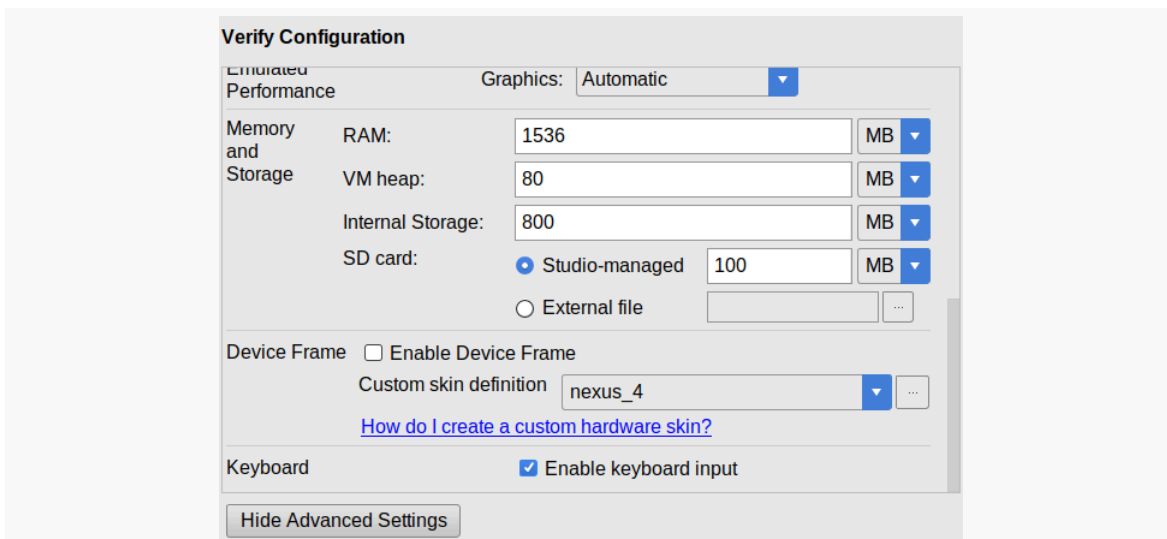 Verify Configuration
Emulated
Performance
Graphics: Automatic
Memory
and
Storage
RAM: 1536 MB
VM heap: 80 MB
Internal Storage: 800 MB
SD card: Studio-managed 100 MB
External file ...
Device Frame Enable Device Frame
Custom skin definition nexus_4 ...
How do I create a custom hardware skin?
Keyboard Enable keyboard input
Hide Advanced Settings